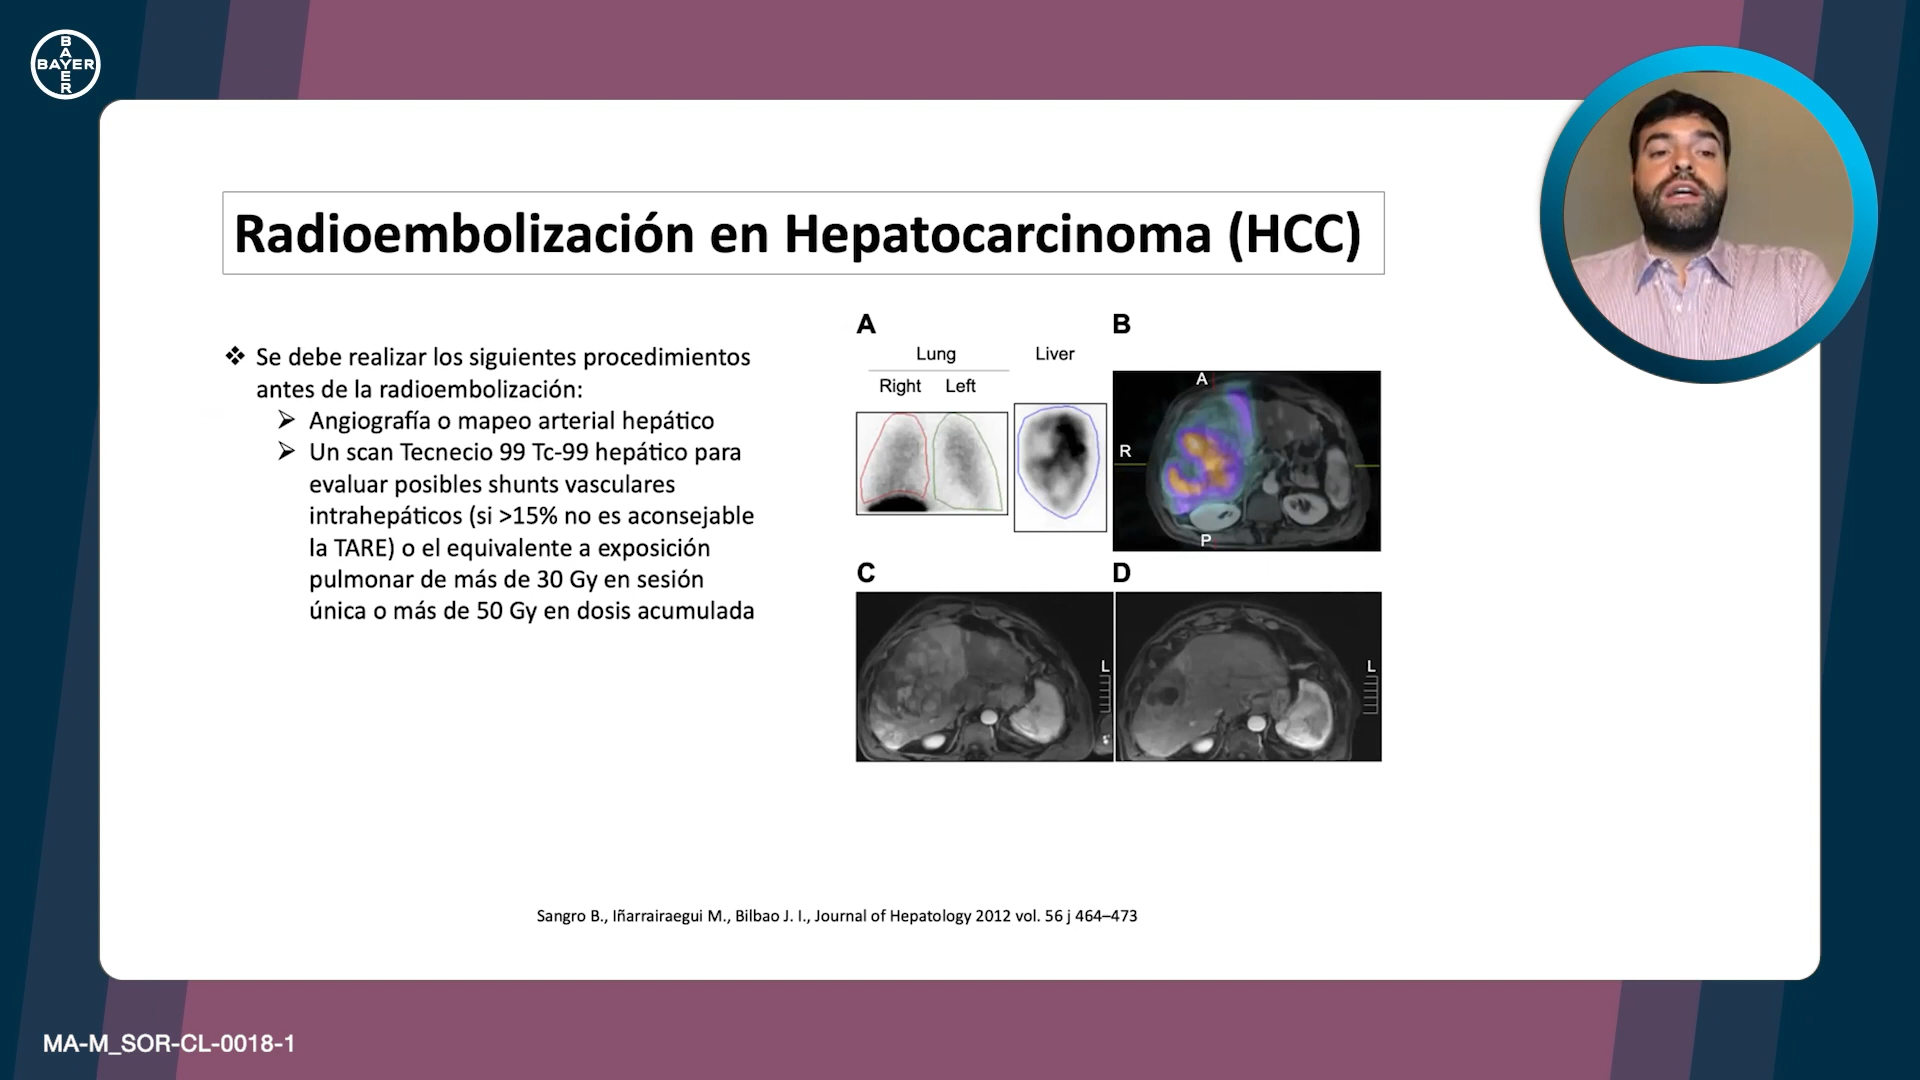 BAYER
BAYER
Radioembolización en Hepatocarcinoma (HCC)
❖ Se debe realizar los siguientes procedimientos
antes de la radioembolización:
➢ Angiografía o mapeo arterial hepático
➢ Un scan Tecnecio 99 Tc-99 hepático para
evaluar posibles shunts vasculares
intrahepáticos (si >15% no es aconsejable
la TARE) o el equivalente a exposición
pulmonar de más de 30 Gy en sesión
única o más de 50 Gy en dosis acumulada
A
Lung
Liver
Right
Left
B
A
R
P
C
L
D
L
Sangro B., Iñarrairaegui M., Bilbao J. I., Journal of Hepatology 2012 vol. 56 j 464–473
MA-M_SOR-CL-0018-1